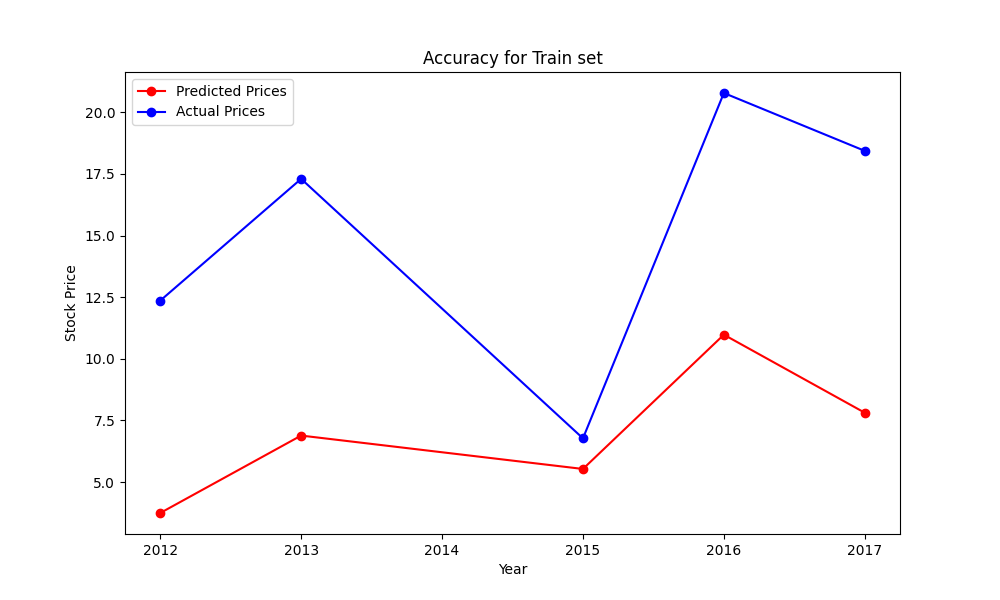 Accuracy for Train set
Predicted Prices
Actual Prices
20.0
17.5
15.0
12.5
10.0
7.5
5.0
Stock Price
2012 2013 2014 2015 2016 2017
Year